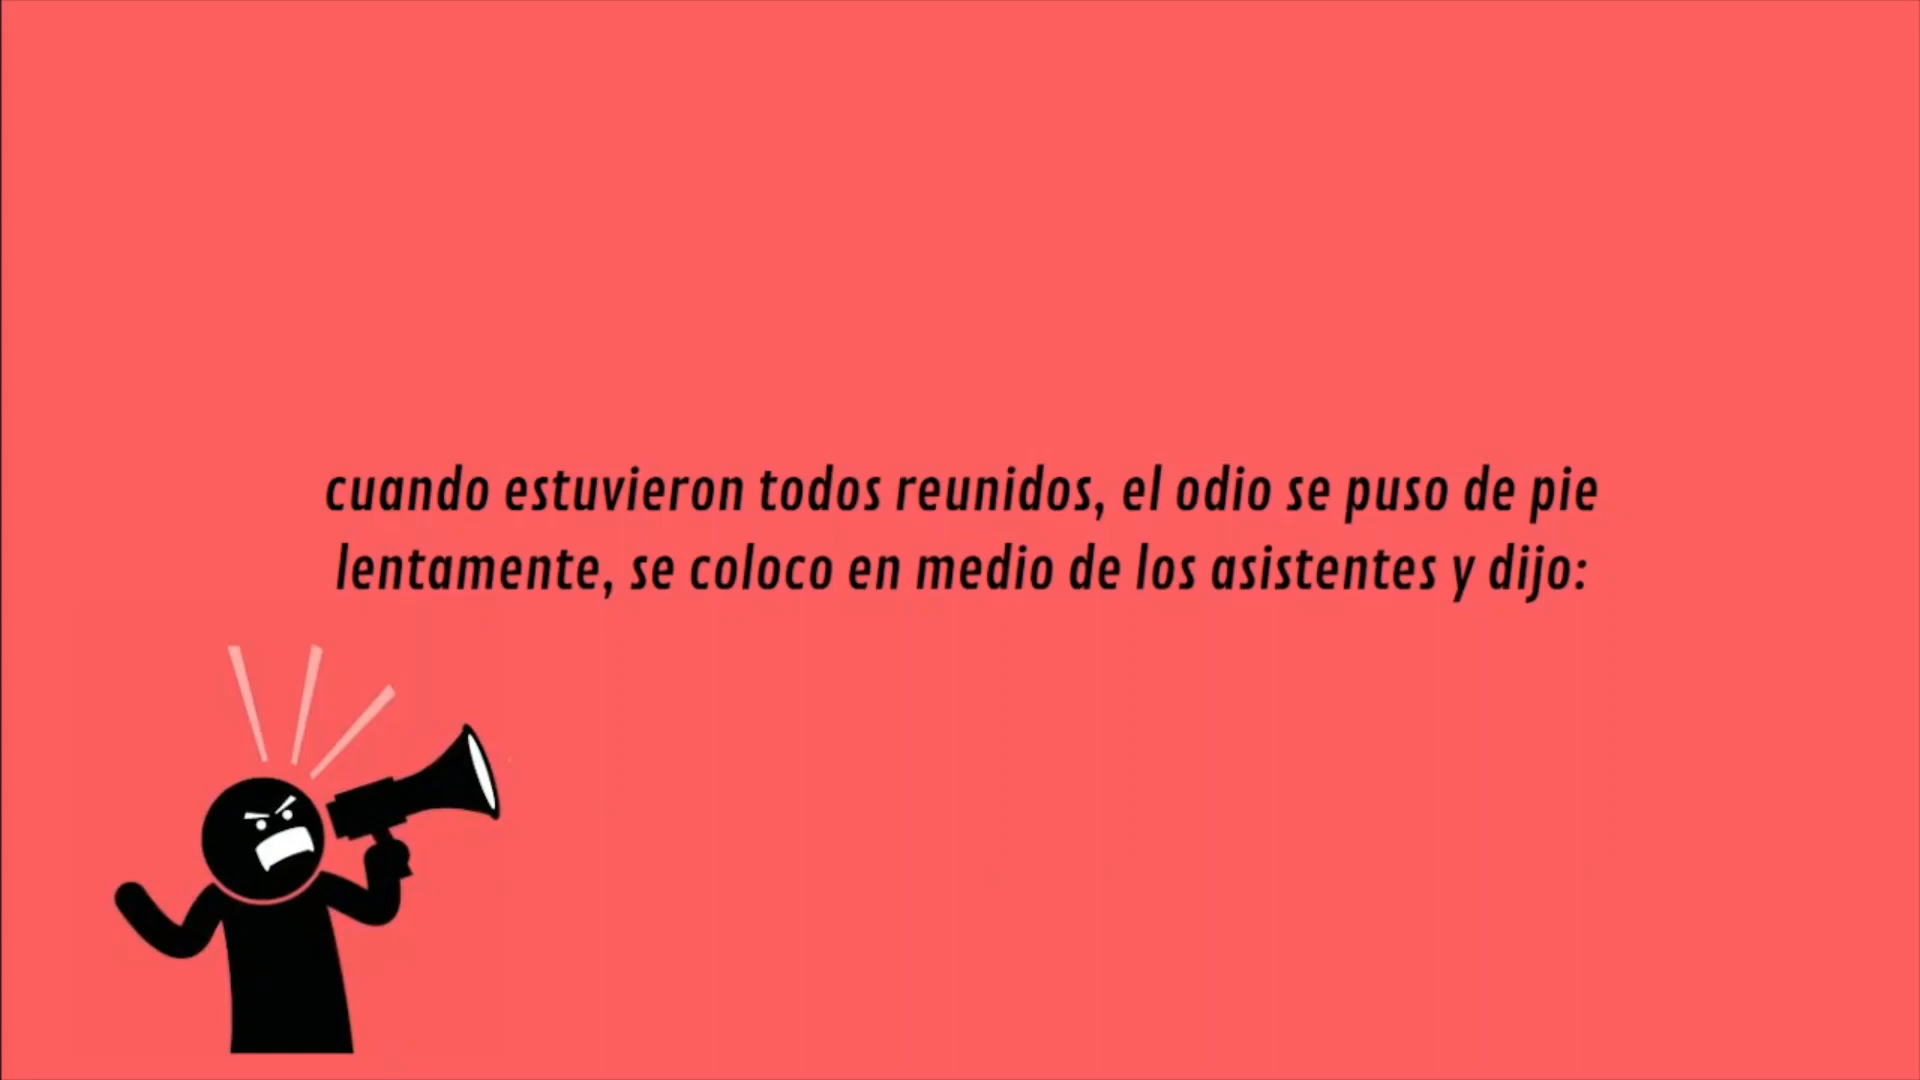 cuando estuvieron todos reunidos, el odio se puso de pie
lentamente, se coloco en medio de los asistentes y dijo: